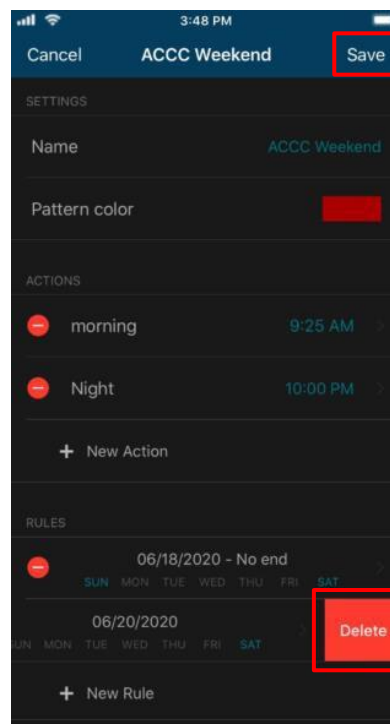 3:48 PM
Cancel ACCC Weekend Save
SETTINGS
Name ACCC Weekend
Pattern color
ACTIONS
morning 9:25 AM
Night 10:00 PM
+ New Action
RULES
06/18/2020 - No end
SUN MON TUE WED THU FRI SAT
06/20/2020
UN MON TUE WED THU FRI SAT
Delete
+ New Rule